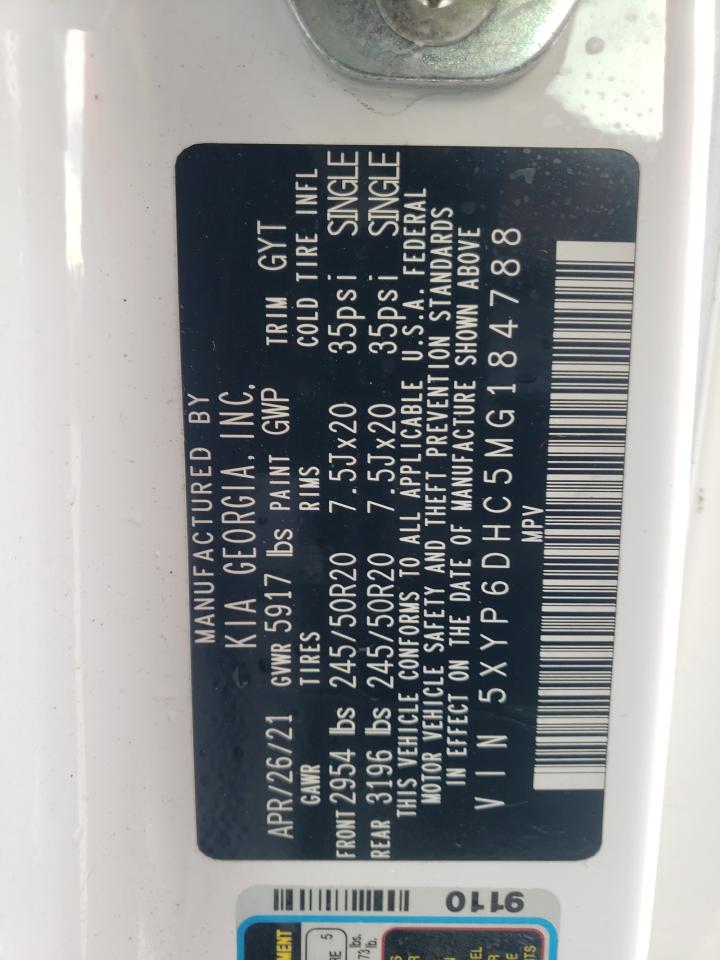 MANUFACTURED BY
KIA GEORGIA, INC.
APR/26/21 GVWR 5917 lbs PAINT GWP TRIM GYT
GAWR TIRES RIMS COLD TIRE INFL
FRONT 2954 lbs 245/50R20 7.5Jx20 35psi SINGLE
REAR 3196 lbs 245/50R20 7.5Jx20 35psi SINGLE
THIS VEHICLE CONFORMS TO ALL APPLICABLE U.S.A. FEDERAL
MOTOR VEHICLE SAFETY AND THEFT PREVENTION STANDARDS
IN EFFECT ON THE DATE OF MANUFACTURE SHOWN ABOVE
VIN 5XYP6DHC5MG184788
MPV
9110
5
lbs.